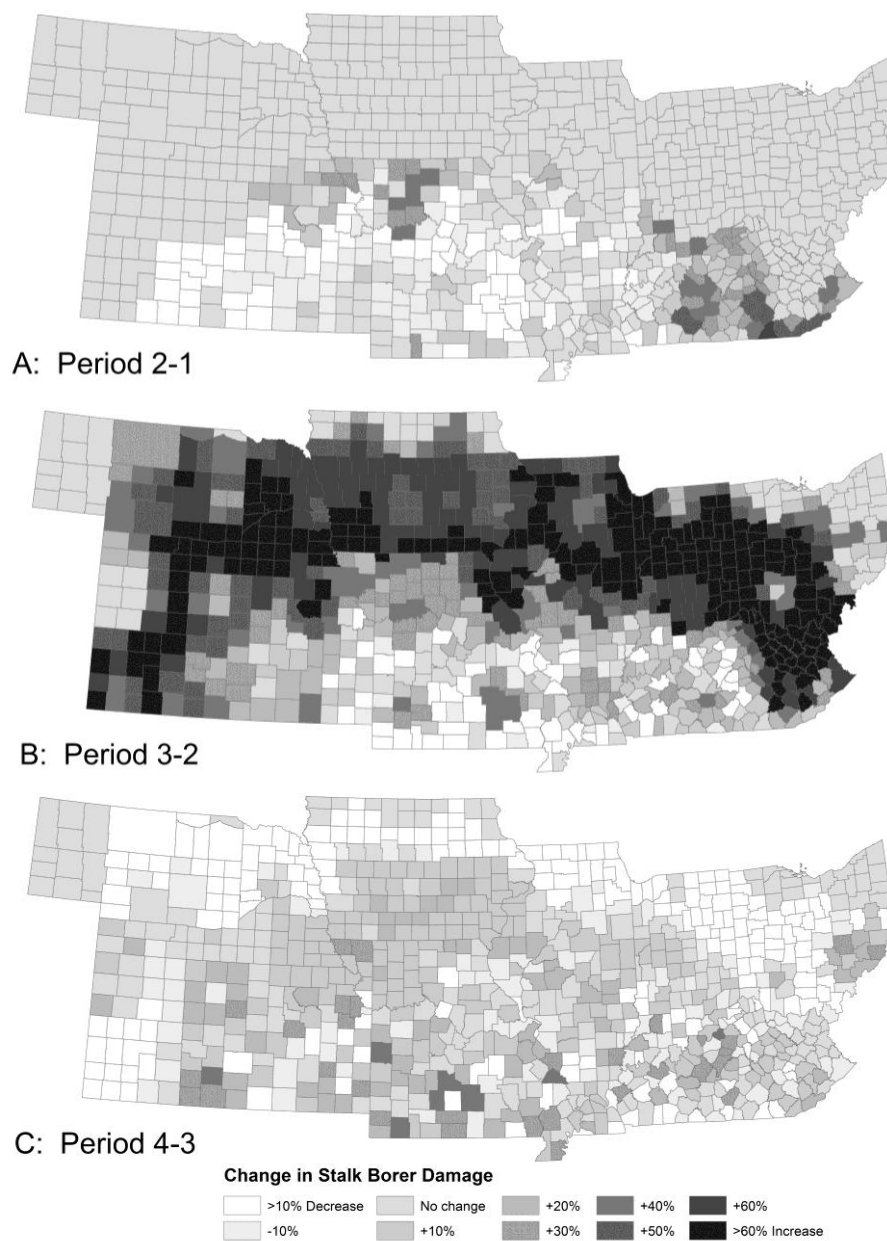 A: Period 2-1
B: Period 3-2
C: Period 4-3
Change in Stalk Borer Damage
>10% Decrease No change +20% +40% +60%
-10% +10% +30% +50% >60% Increase